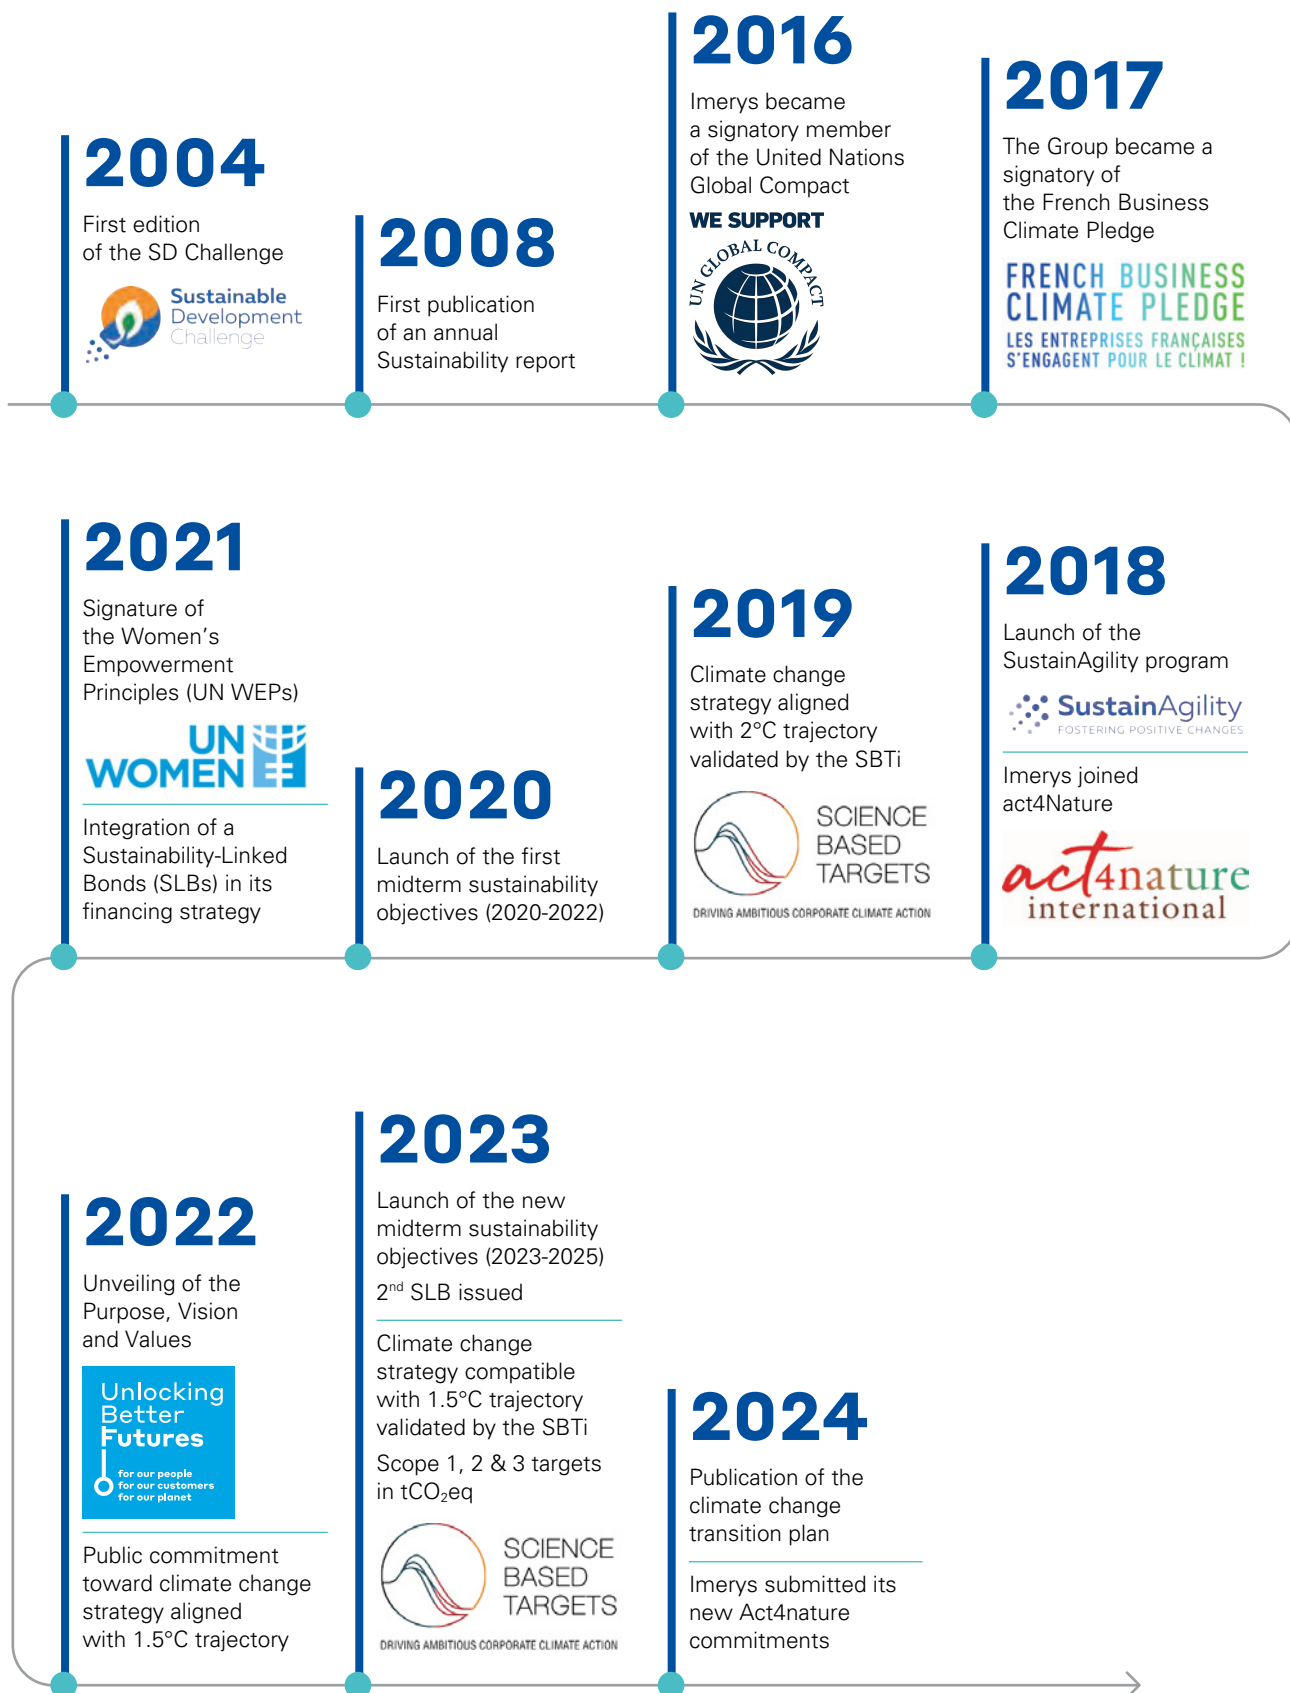 2004
First edition
of the SD Challenge
Sustainable
Development
Challenge
2008
First publication
of an annual
Sustainability report
2016
Imerys became
a signatory member
of the United Nations
Global Compact
WE SUPPORT
UN GLOBAL COMPACT
2017
The Group became a
signatory of
the French Business
Climate Pledge
FRENCH BUSINESS
CLIMATE PLEDGE
LES ENTREPRISES FRANÇAISES
S'ENGAGENT POUR LE CLIMAT !
2018
Launch of the
SustainAgility program
SustainAgility
FOSTERING POSITIVE CHANGES
Imerys joined
act4Nature
act4nature
international
2019
Climate change
strategy aligned
with 2°C trajectory
validated by the SBTi
SCIENCE
BASED
TARGETS
DRIVING AMBITIOUS CORPORATE CLIMATE ACTION
2020
Launch of the first
midterm sustainability
objectives (2020-2022)
2021
Signature of
the Women's
Empowerment
Principles (UN WEPs)
UN
WOMEN
Integration of a
Sustainability-Linked
Bonds (SLBs) in its
financing strategy
2022
Unveiling of the
Purpose, Vision
and Values
Unlocking
Better
Futures
for our people
for our customers
for our planet
Public commitment
toward climate change
strategy aligned
with 1.5°C trajectory
2023
Launch of the new
midterm sustainability
objectives (2023-2025)
2nd SLB issued
Climate change
strategy compatible
with 1.5°C trajectory
validated by the SBTi
Scope 1, 2 & 3 targets
in tCO₂eq
SCIENCE
BASED
TARGETS
DRIVING AMBITIOUS CORPORATE CLIMATE ACTION
2024
Publication of the
climate change
transition plan
Imerys submitted its
new Act4nature
commitments